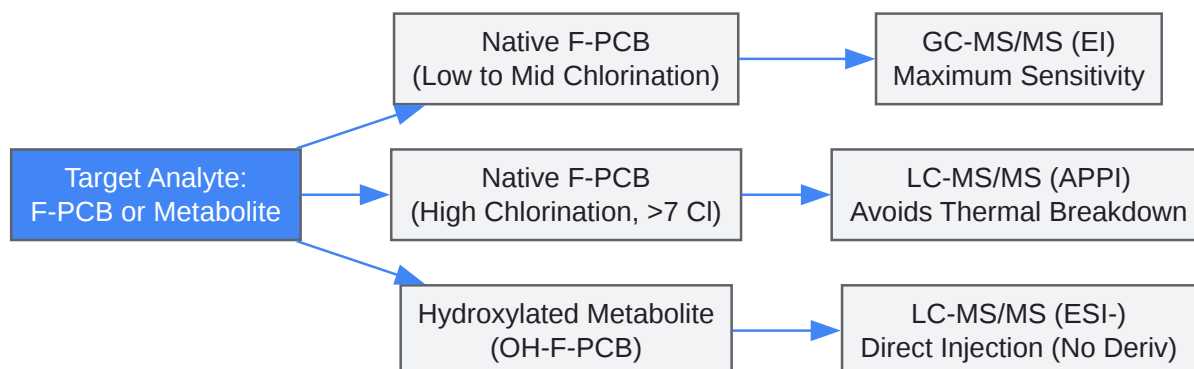 Native F-PCB
(Low to Mid Chlorination)
GC-MS/MS (EI)
Maximum Sensitivity
Target Analyte:
F-PCB or Metabolite
Native F-PCB
(High Chlorination, >7 Cl)
LC-MS/MS (APPI)
Avoids Thermal Breakdown
Hydroxylated Metabolite
(OH-F-PCB)
LC-MS/MS (ESI-)
Direct Injection (No Deriv)